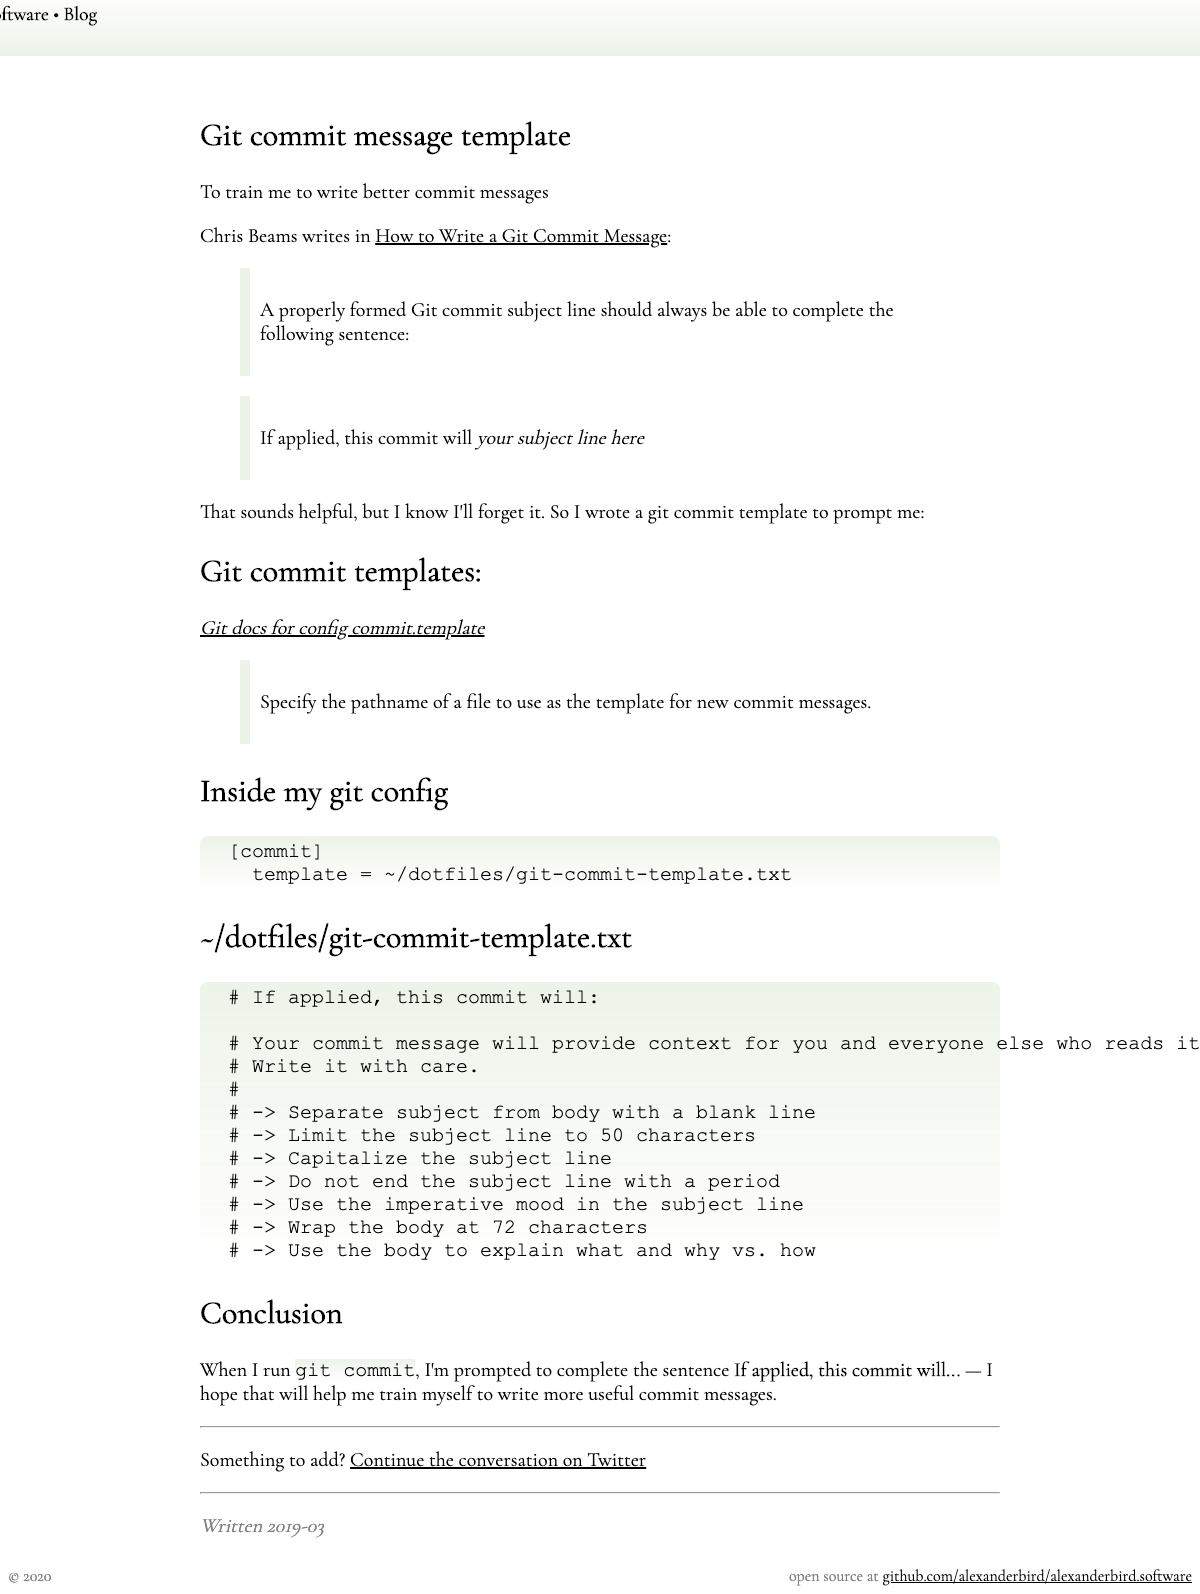 oftware • Blog
Git commit message template
To train me to write better commit messages
Chris Beams writes in How to Write a Git Commit Message:
A properly formed Git commit subject line should always be able to complete the
following sentence:
If applied, this commit will your subject line here
That sounds helpful, but I know I'll forget it. So I wrote a git commit template to prompt me:
Git commit templates:
Git docs for config commit.template
Specify the pathname of a file to use as the template for new commit messages.
Inside my git config
[commit]
  template = ~/dotfiles/git-commit-template.txt
~/dotfiles/git-commit-template.txt
# If applied, this commit will:
# Your commit message will provide context for you and everyone else who reads it
# Write it with care.
#
# -> Separate subject from body with a blank line
# -> Limit the subject line to 50 characters
# -> Capitalize the subject line
# -> Do not end the subject line with a period
# -> Use the imperative mood in the subject line
# -> Wrap the body at 72 characters
# -> Use the body to explain what and why vs. how
Conclusion
When I run git commit, I'm prompted to complete the sentence If applied, this commit will... — I
hope that will help me train myself to write more useful commit messages.
Something to add? Continue the conversation on Twitter
Written 2019-03
© 2020
open source at github.com/alexanderbird/alexanderbird.software